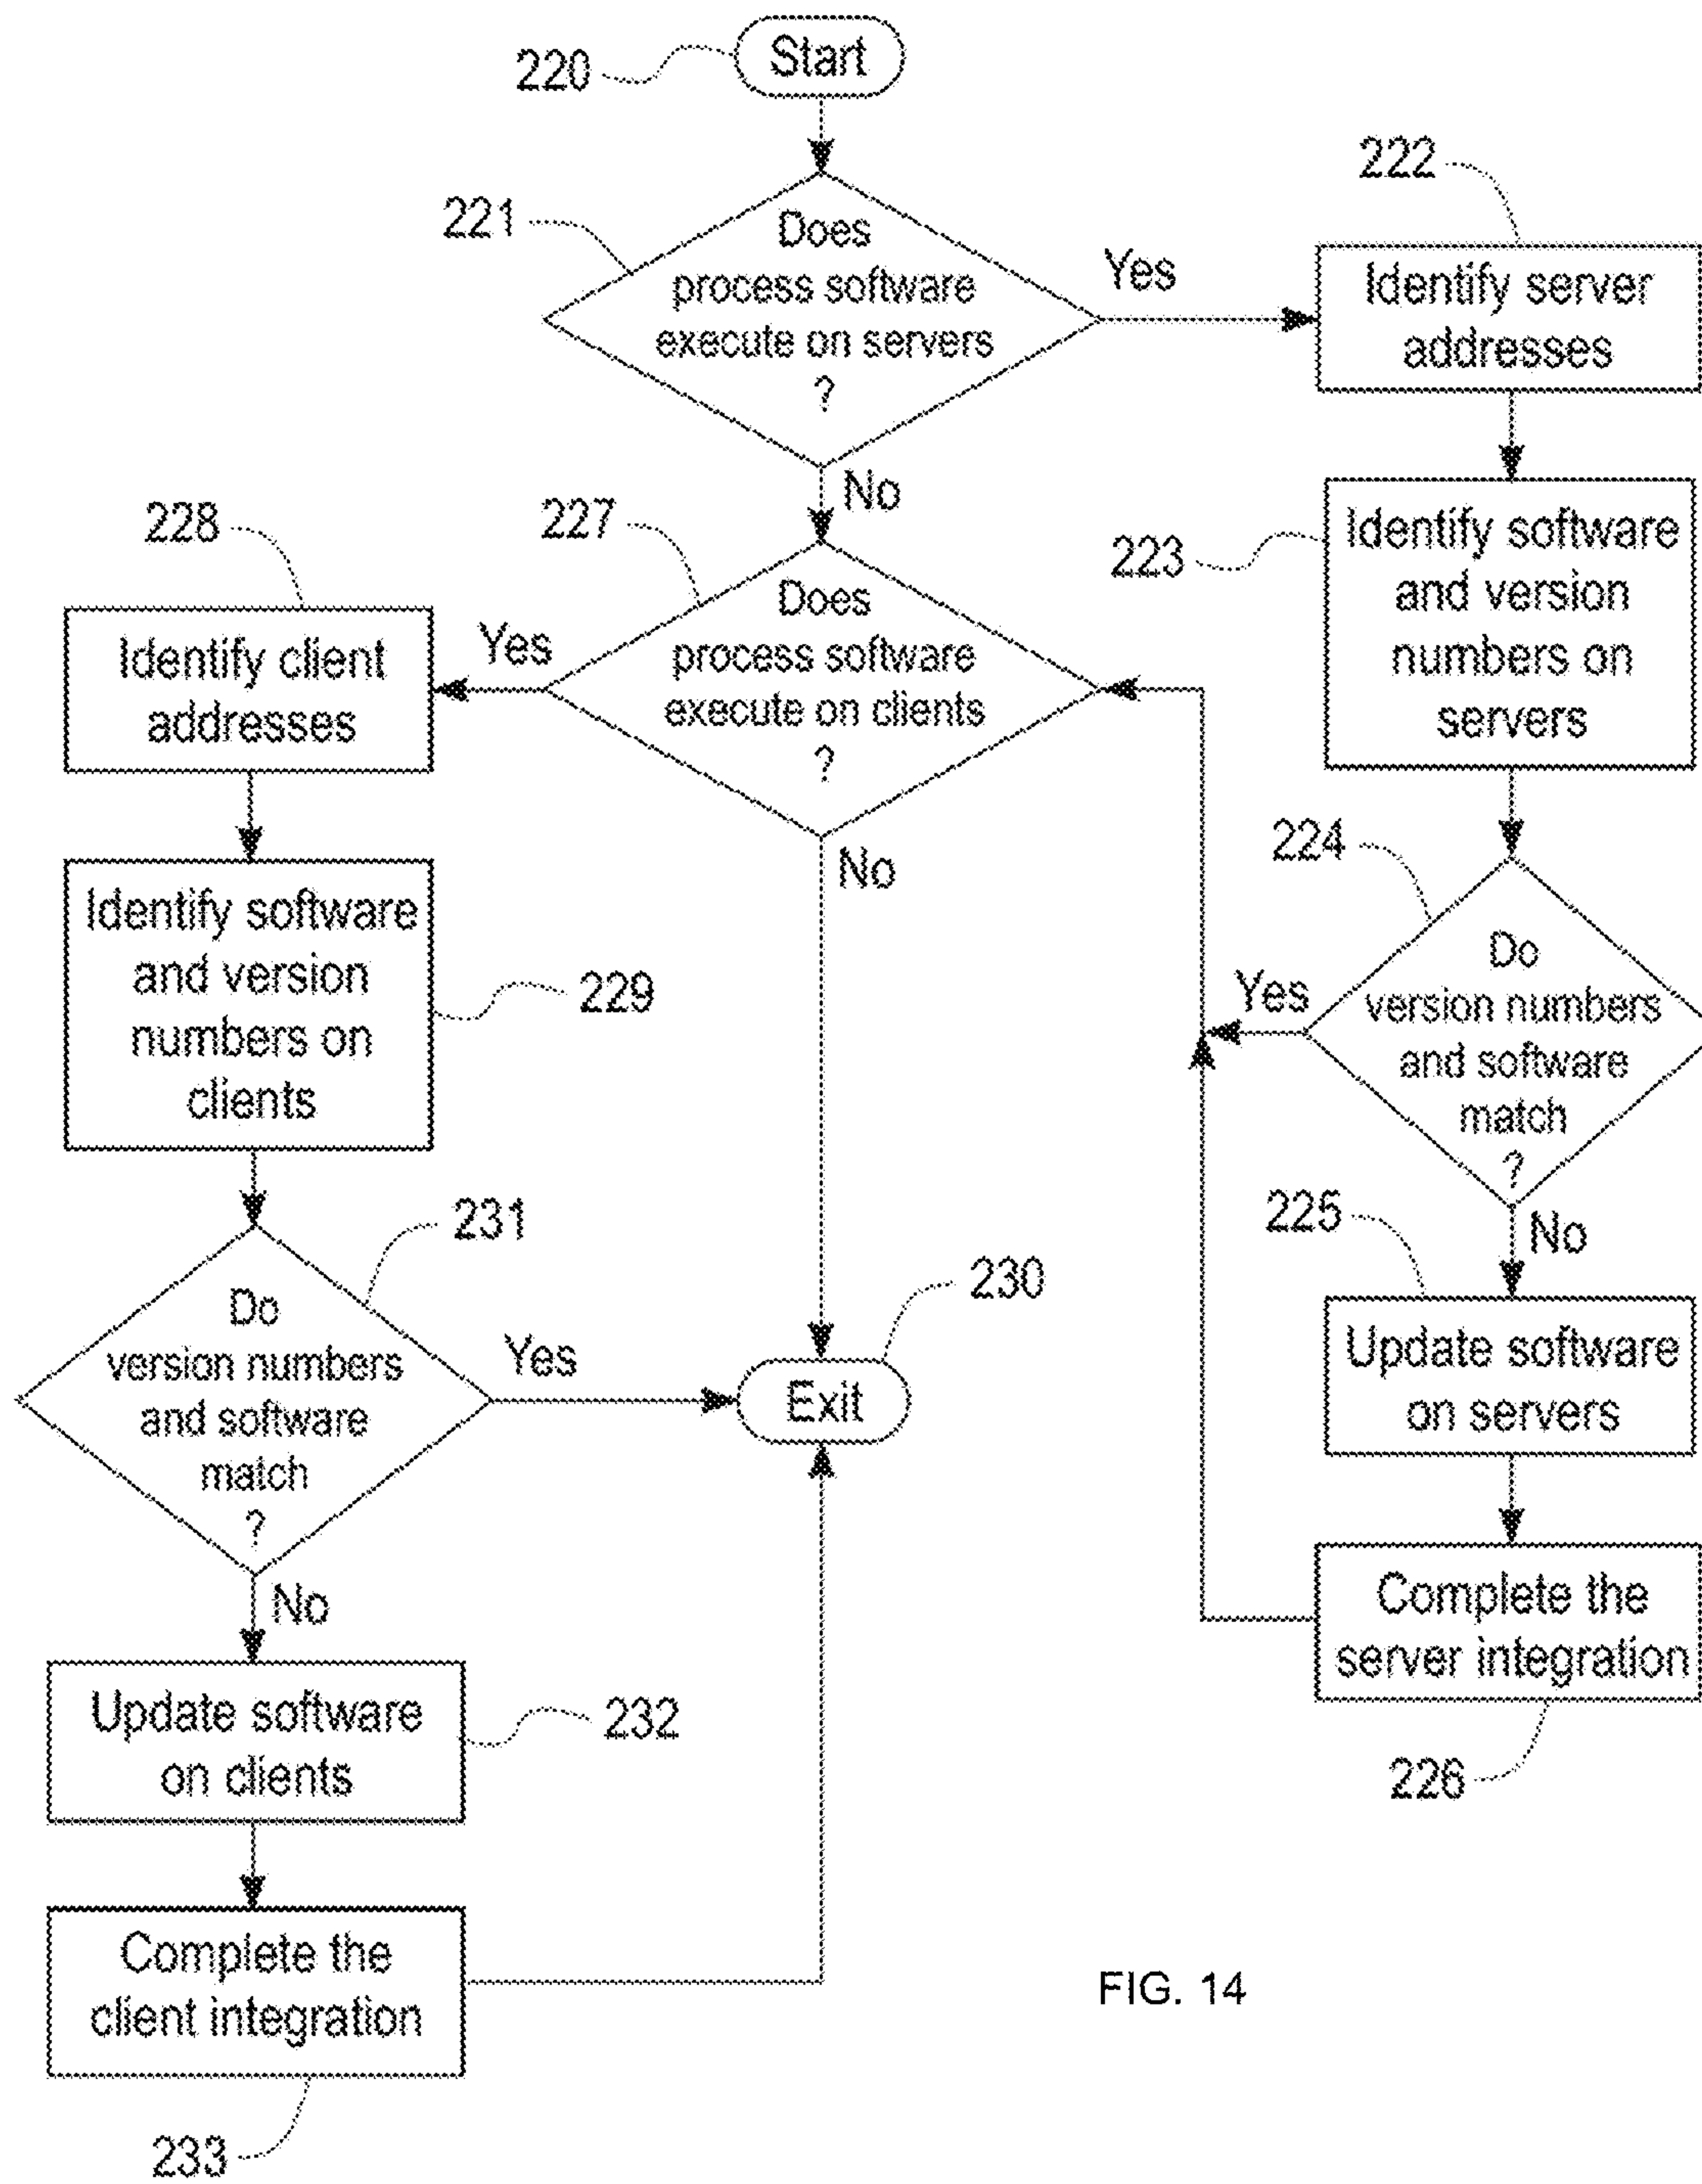 220
Start
221
Does
process software
execute on servers
?
Yes
No
222
Identify server
addresses
223
Identify software
and version
numbers on
servers
224
Do
version numbers
and software
match
?
Yes
No
225
Update software
on servers
Complete the
server integration
226
227
Does
process software
execute on clients
?
Yes
No
228
Identify client
addresses
Identify software
and version
numbers on
clients
229
231
Do
version numbers
and software
match
?
Yes
No
230
Exit
Update software
on clients
232
Complete the
client integration
233
FIG. 14